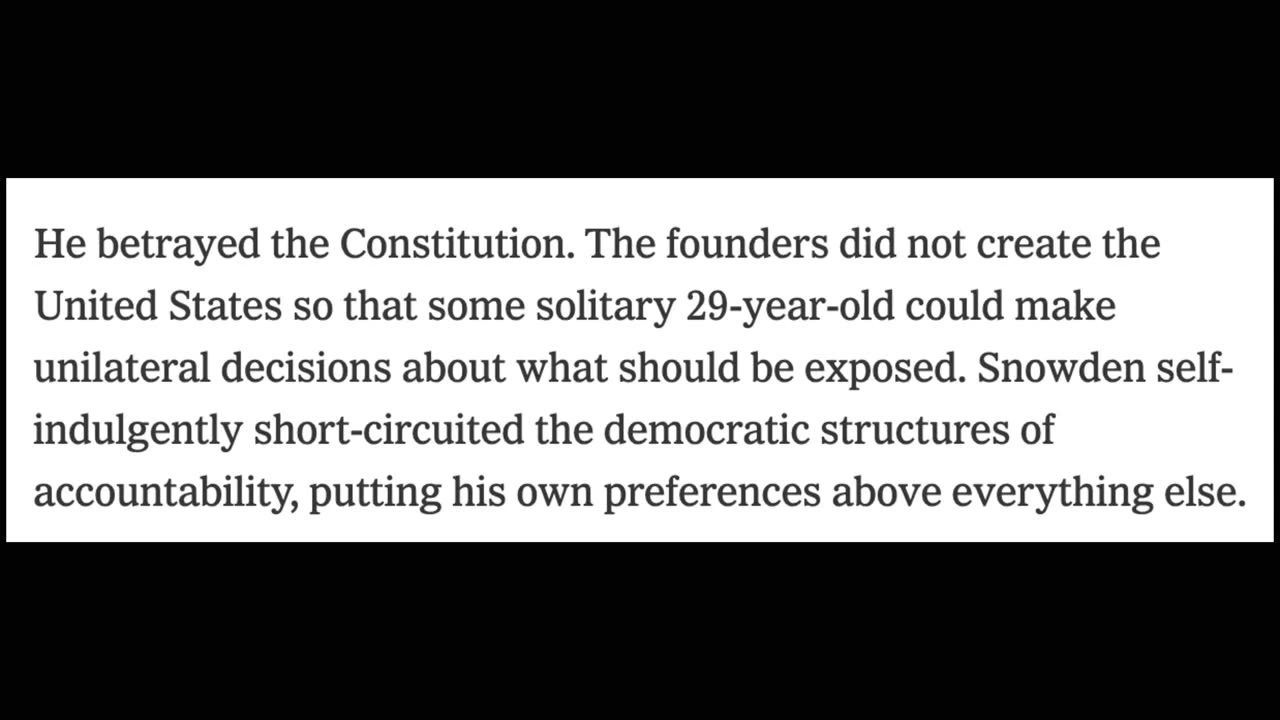 He betrayed the Constitution. The founders did not create the
United States so that some solitary 29-year-old could make
unilateral decisions about what should be exposed. Snowden self-
indulgently short-circuited the democratic structures of
accountability, putting his own preferences above everything else.